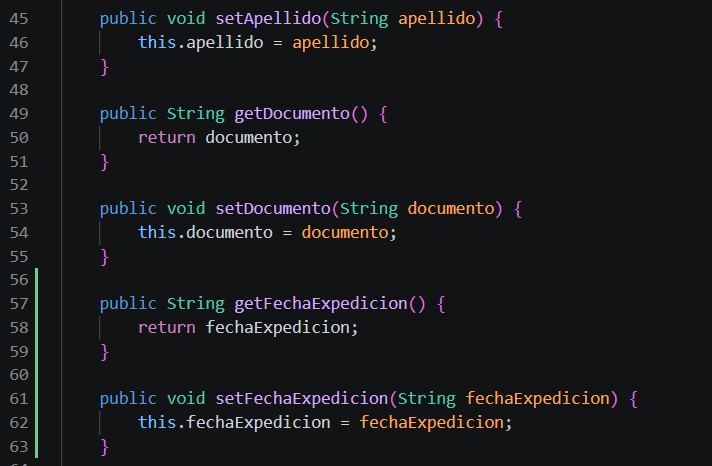 45 public void setApellido(String apellido) {
46 this.apellido = apellido;
47 }
48
49 public String getDocumento() {
50 return documento;
51 }
52
53 public void setDocumento(String documento) {
54 this.documento = documento;
55 }
56
57 public String getFechaExpedicion() {
58 return fechaExpedicion;
59 }
60
61 public void setFechaExpedicion(String fechaExpedicion) {
62 this.fechaExpedicion = fechaExpedicion;
63 }